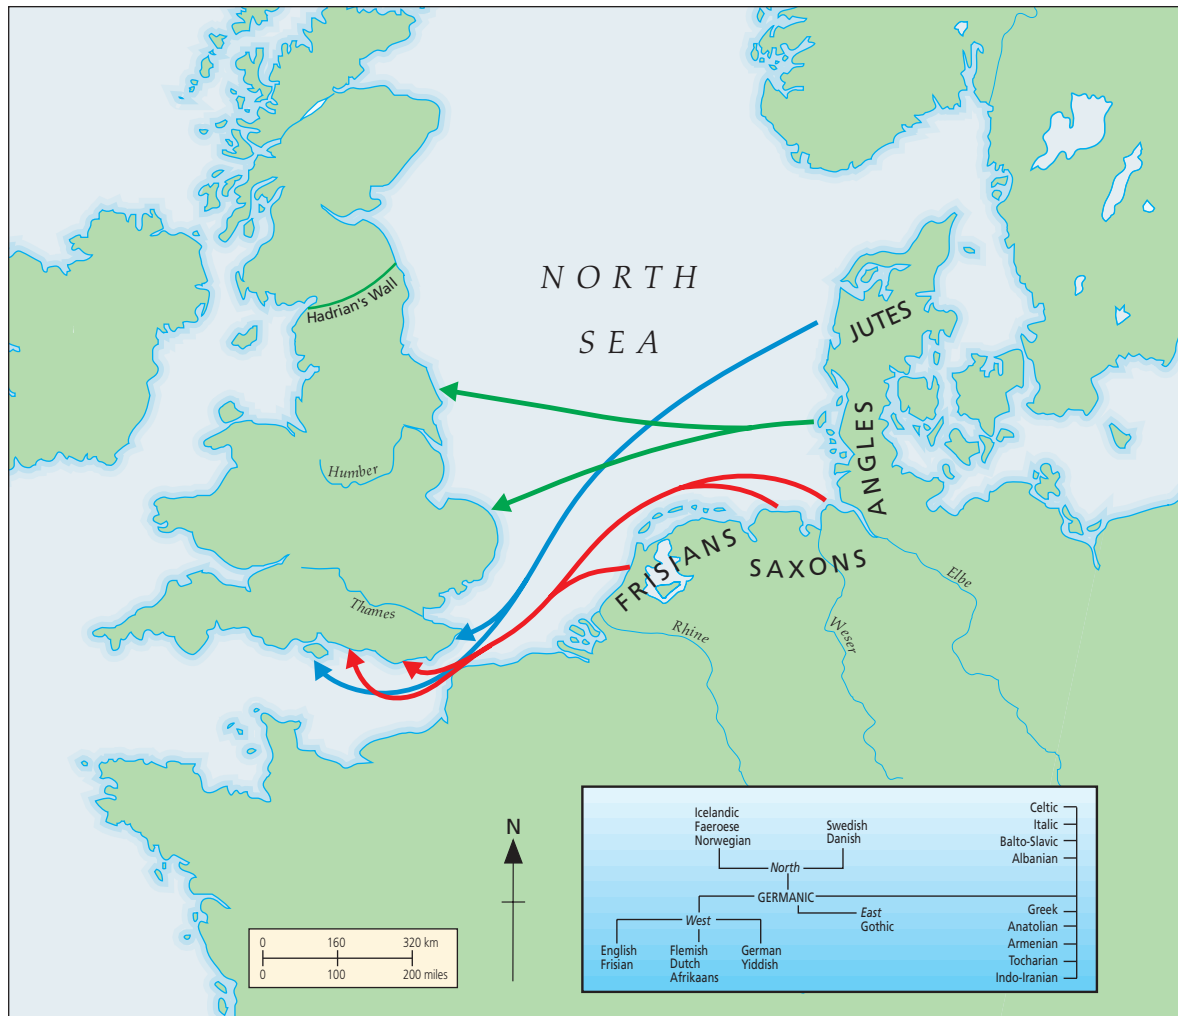 NORTH
SEA
Hadrian's Wall
JUTES
ANGLES
Humber
FRISIANS
SAXONS
Elbe
Thames
Rhine
Weser
N
0 160 320 km
0 100 200 miles
Icelandic
Faeroese
Norwegian
Swedish
Danish
North
GERMANIC
West
East
Gothic
English
Frisian
Flemish
Dutch
Afrikaans
German
Yiddish
Celtic
Italic
Balto-Slavic
Albanian
Greek
Anatolian
Armenian
Tocharian
Indo-Iranian